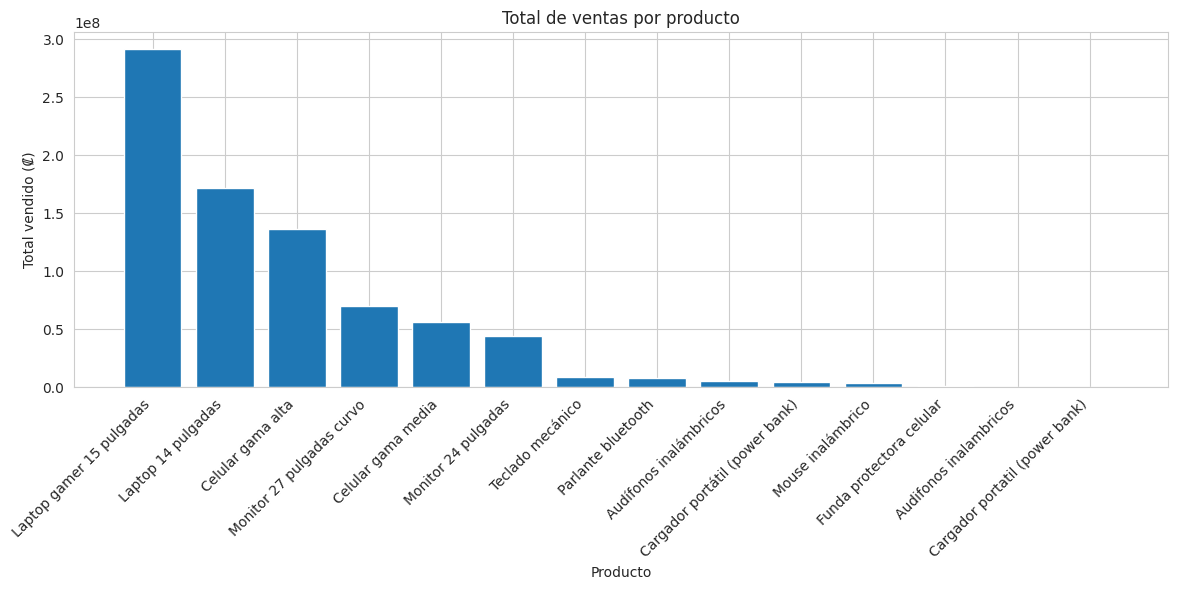 Total de ventas por producto
1e8
3.0
2.5
2.0
1.5
1.0
0.5
0.0
Total vendido (₡)
Laptop gamer 15 pulgadas
Laptop 14 pulgadas
Celular gama alta
Monitor 27 pulgadas curvo
Celular gama media
Monitor 24 pulgadas
Teclado mecánico
Parlante bluetooth
Audífonos inalámbricos
Cargador portátil (power bank)
Mouse inalámbrico
Funda protectora celular
Audifonos inalambricos
Cargador portatil (power bank)
Producto